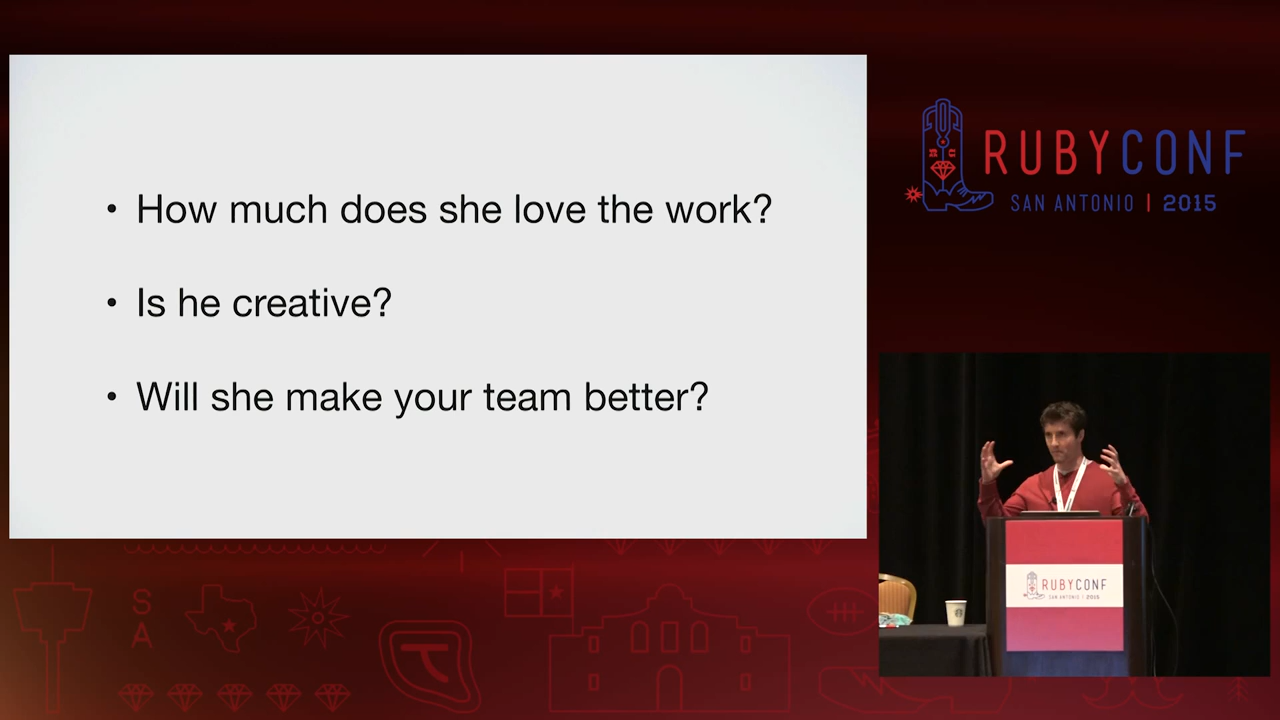 • How much does she love the work?
• Is he creative?
• Will she make your team better?
RUBYCONF
SAN ANTONIO | 2015
RUBYCONF
SAN ANTONIO | 2015
S
A